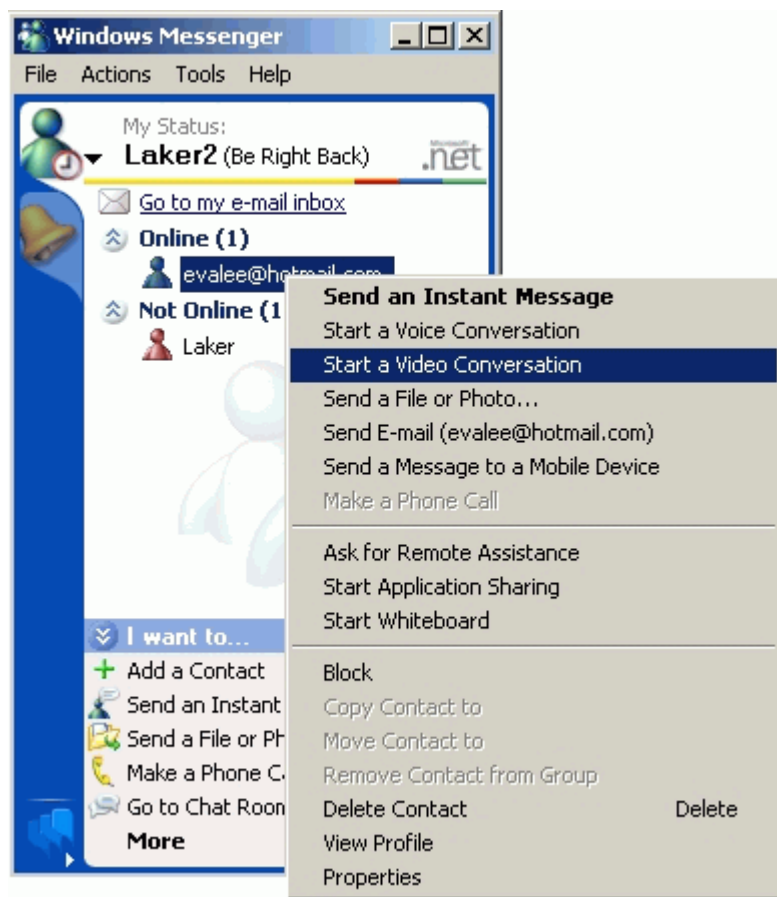 Windows Messenger
File Actions Tools Help
My Status:
Laker2 (Be Right Back)
Microsoft
.net
Go to my e-mail inbox
Online (1)
evalee@hotmail.com
Not Online (1
Laker
Send an Instant Message
Start a Voice Conversation
Start a Video Conversation
Send a File or Photo...
Send E-mail (evalee@hotmail.com)
Send a Message to a Mobile Device
Make a Phone Call
Ask for Remote Assistance
Start Application Sharing
Start Whiteboard
Block
Copy Contact to
Move Contact to
Remove Contact from Group
Delete Contact Delete
View Profile
Properties
I want to...
Add a Contact
Send an Instant
Send a File or Ph
Make a Phone C
Go to Chat Room
More